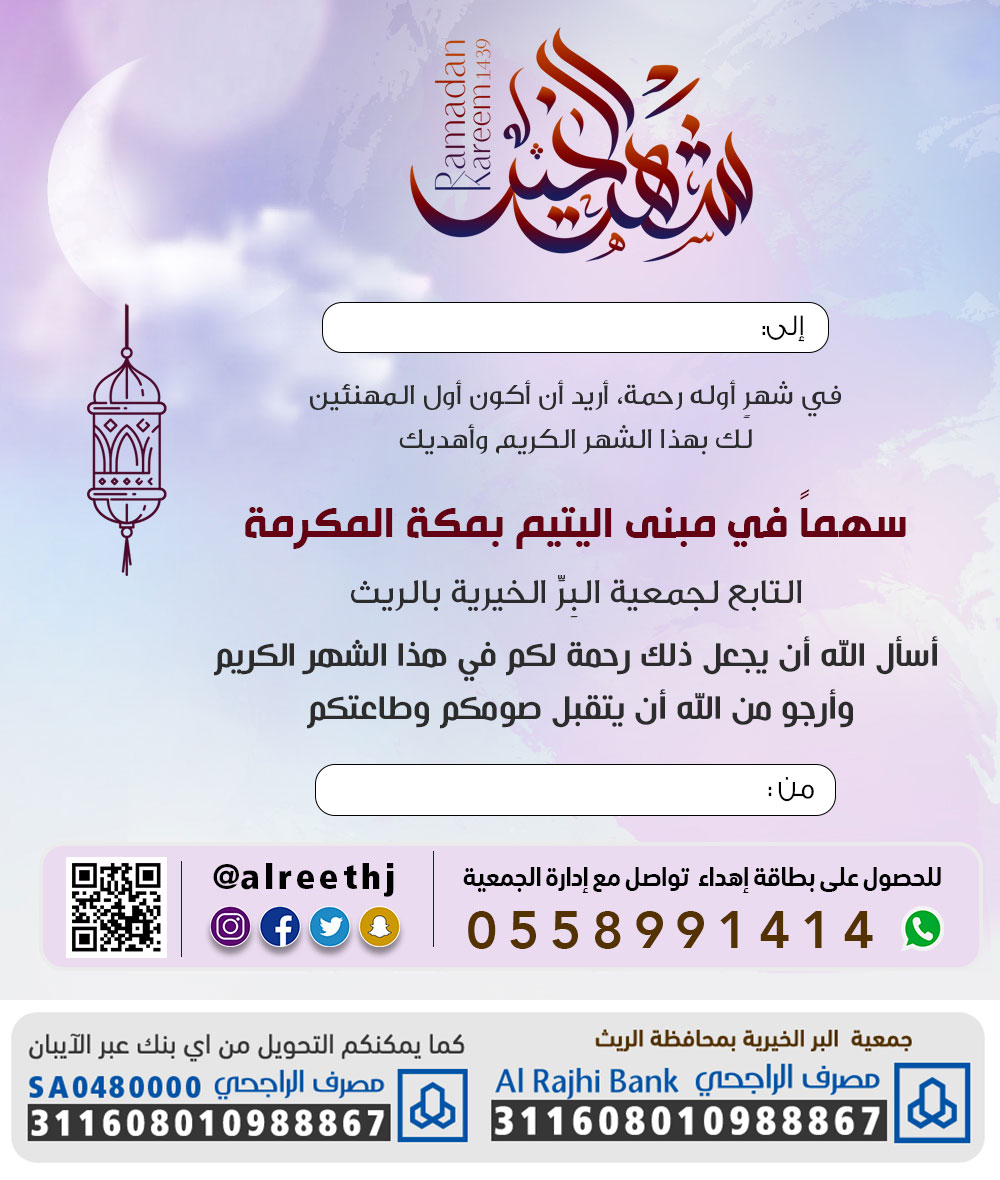 شهر الخير
Ramadan
Kareem 1439
إلى:
في شهرٍ أوله رحمة، أريد أن أكون أول المهنئين
لك بهذا الشهر الكريم وأهديك
سهماً في مبنى اليتيم بمكة المكرمة
التابع لجمعية البِرِّ الخيرية بالريث
أسأل الله أن يجعل ذلك رحمة لكم في هذا الشهر الكريم
وأرجو من الله أن يتقبل صومكم وطاعتكم
من :
للحصول على بطاقة إهداء تواصل مع إدارة الجمعية
0558991414
@alreethj
جمعية البر الخيرية بمحافظة الريث
مصرف الراجحي Al Rajhi Bank
311608010988867
كما يمكنكم التحويل من اي بنك عبر الآيبان
مصرف الراجحي SA0480000
311608010988867